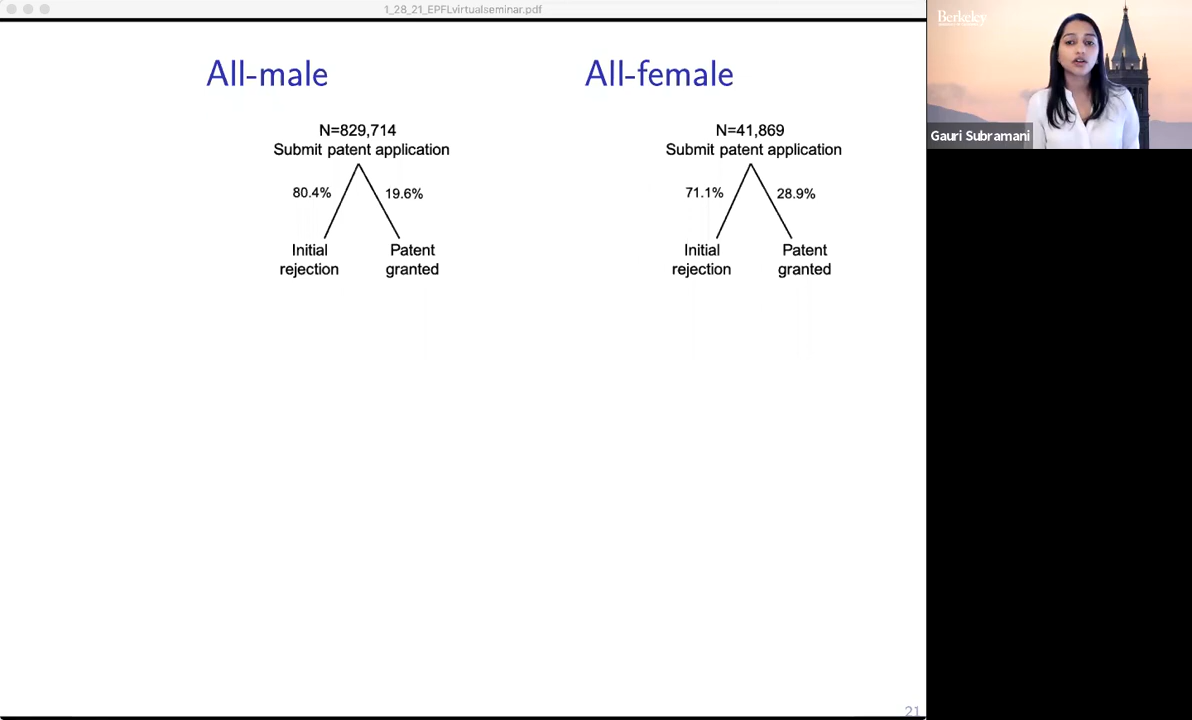 1_28_21_EPFLvirtualseminar.pdf
All-male
N=829,714
Submit patent application
80.4%
19.6%
Initial
rejection
Patent
granted
All-female
N=41,869
Submit patent application
71.1%
28.9%
Initial
rejection
Patent
granted
21
Berkeley
Gauri Subramani